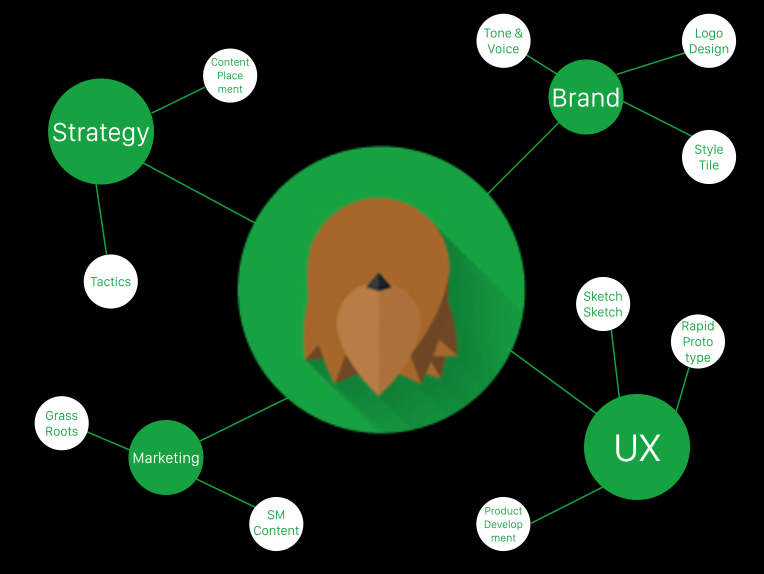 Tone &
Voice
Logo
Design
Brand
Content
Place
ment
Strategy
Style
Tile
Tactics
Sketch
Sketch
Rapid
Proto
type
Grass
Roots
Marketing
UX
SM
Content
Product
Develop
ment